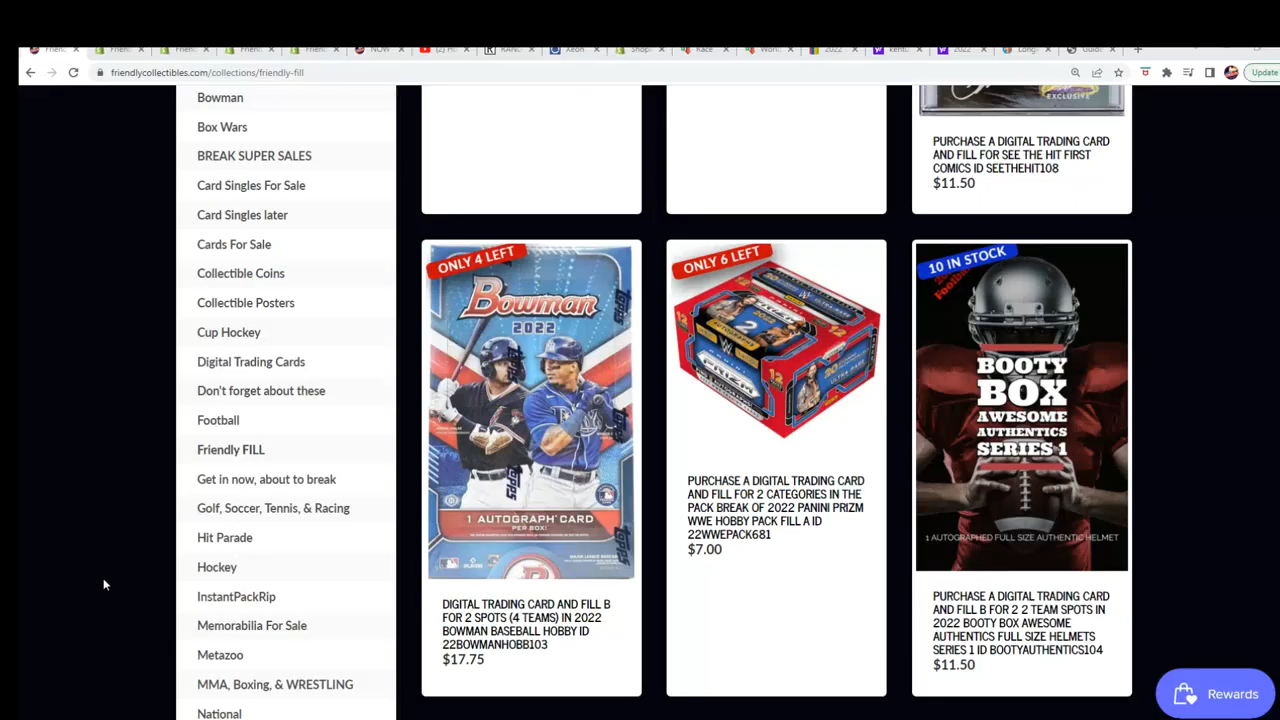 friendlycollectibles.com/collections/friendly-fill
Update
Bowman
Box Wars
BREAK SUPER SALES
Card Singles For Sale
Card Singles later
Cards For Sale
Collectible Coins
Collectible Posters
Cup Hockey
Digital Trading Cards
Don't forget about these
Football
Friendly FILL
Get in now, about to break
Golf, Soccer, Tennis, & Racing
Hit Parade
Hockey
InstantPackRip
Memorabilia For Sale
Metazoo
MMA, Boxing, & WRESTLING
National
EXCLUSIVE
PURCHASE A DIGITAL TRADING CARD
AND FILL FOR SEE THE HIT FIRST
COMICS ID SEETHEHIT108
$11.50
ONLY 4 LEFT
Bowman
2022
1 AUTOGRAPH CARD
PER BOX!
DIGITAL TRADING CARD AND FILL B
FOR 2 SPOTS (4 TEAMS) IN 2022
BOWMAN BASEBALL HOBBY ID
22BOWMANHOBB103
$17.75
ONLY 6 LEFT
PRIZM
12
PURCHASE A DIGITAL TRADING CARD
AND FILL FOR 2 CATEGORIES IN THE
PACK BREAK OF 2022 PANINI PRIZM
WWE HOBBY PACK FILL A ID
22WWEPACK681
$7.00
10 IN STOCK
Football
BOOTY
BOX
AWESOME
AUTHENTICS
SERIES 1
1 AUTOGRAPHED FULL SIZE AUTHENTIC HELMET
PURCHASE A DIGITAL TRADING CARD
AND FILL B FOR 2 2 TEAM SPOTS IN
2022 BOOTY BOX AWESOME
AUTHENTICS FULL SIZE HELMETS
SERIES 1 ID BOOTYAUTHENTICS104
$11.50
Rewards